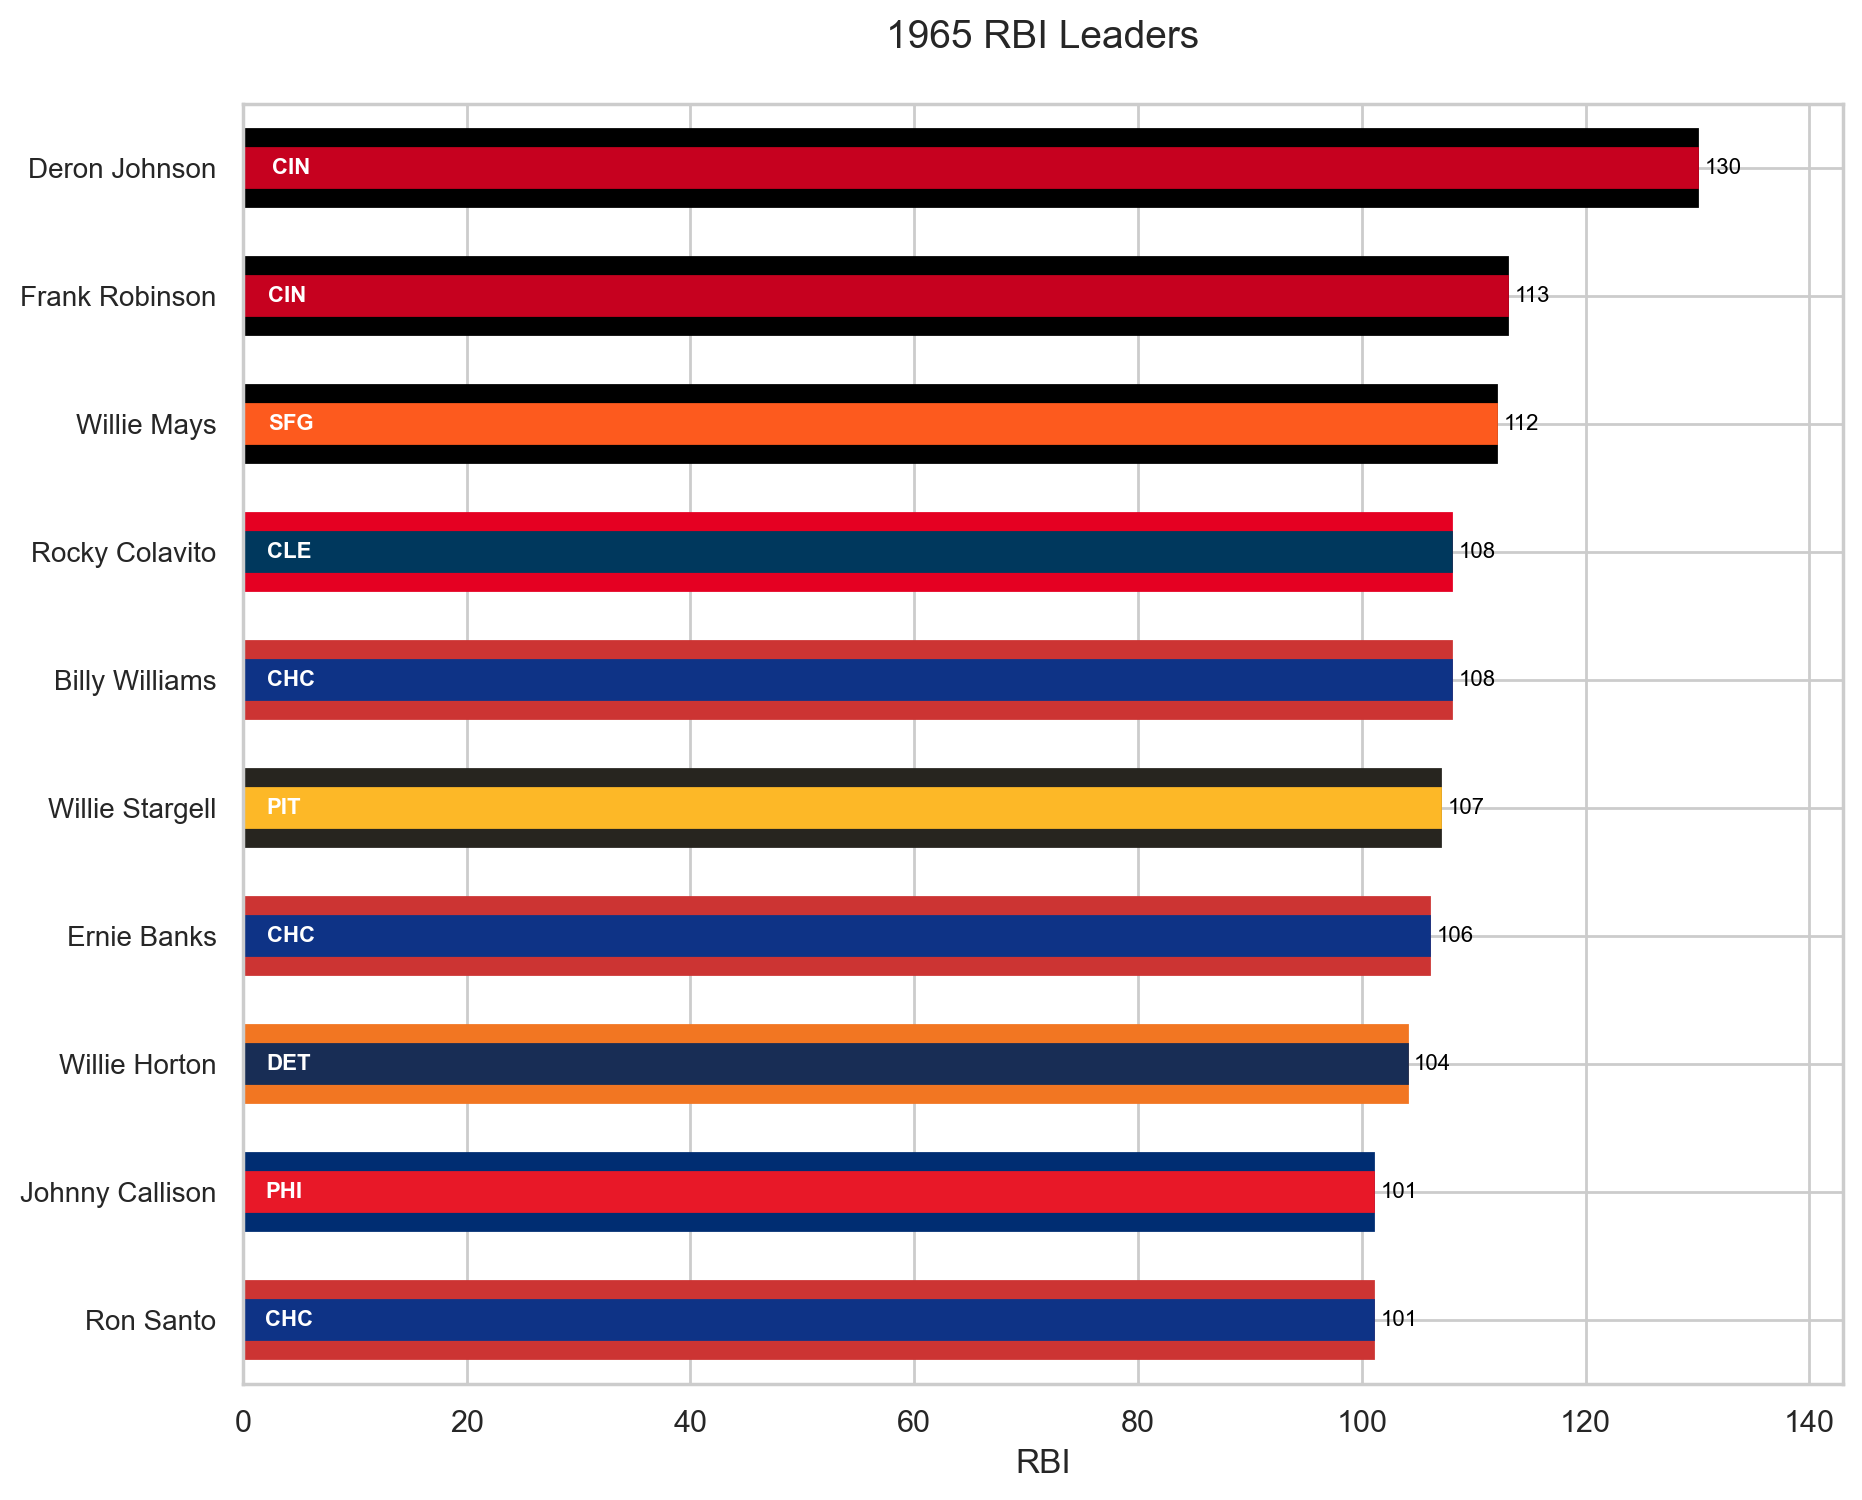 1965 RBI Leaders
Deron Johnson CIN 130
Frank Robinson CIN 113
Willie Mays SFG 112
Rocky Colavito CLE 108
Billy Williams CHC 108
Willie Stargell PIT 107
Ernie Banks CHC 106
Willie Horton DET 104
Johnny Callison PHI 101
Ron Santo CHC 101
0 20 40 60 80 100 120 140
RBI